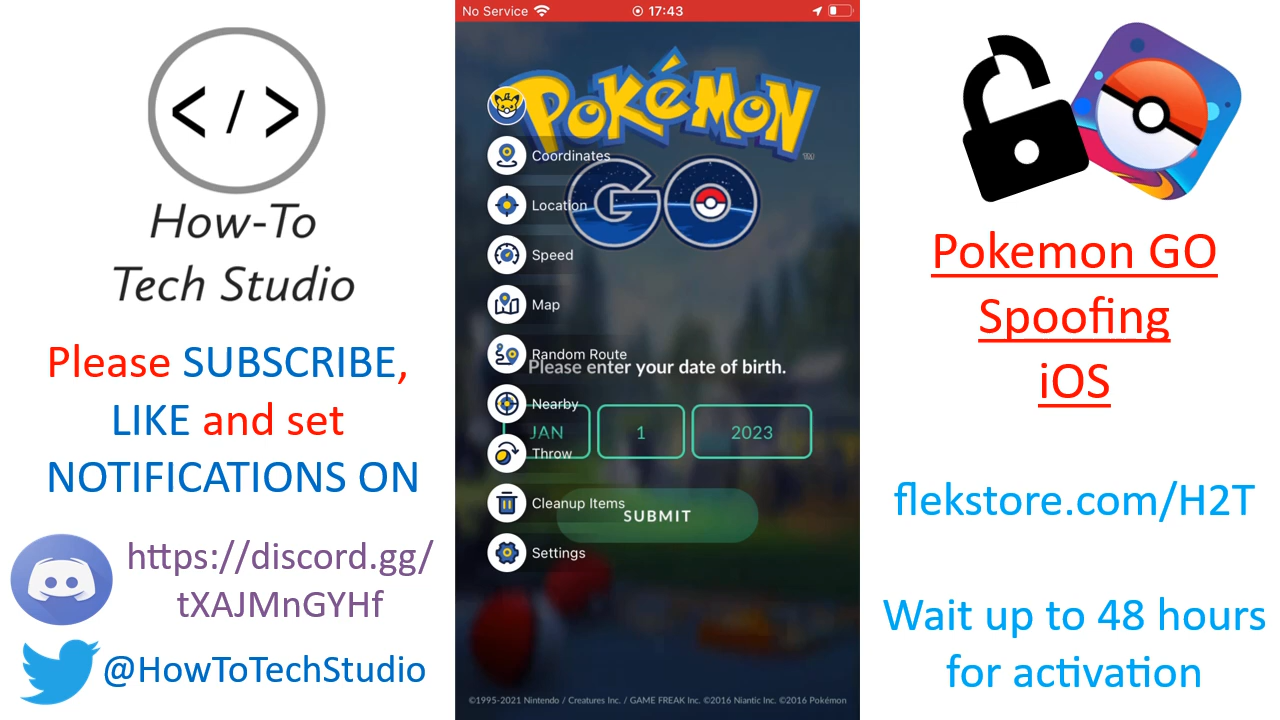 </>
How-To
Tech Studio
Please SUBSCRIBE,
LIKE and set
NOTIFICATIONS ON
https://discord.gg/
tXAJMnGYHf
@HowToTechStudio
No Service
17:43
POKéMON
TM
GO
Coordinates
Location
Speed
Map
Random Route
Please enter your date of birth.
Nearby
JAN
1
2023
Throw
Cleanup Items
SUBMIT
Settings
©1995-2021 Nintendo / Creatures Inc. / GAME FREAK Inc. ©2016 Niantic Inc. ©2016 Pokémon
Pokemon GO
Spoofing
iOS
flekstore.com/H2T
Wait up to 48 hours
for activation